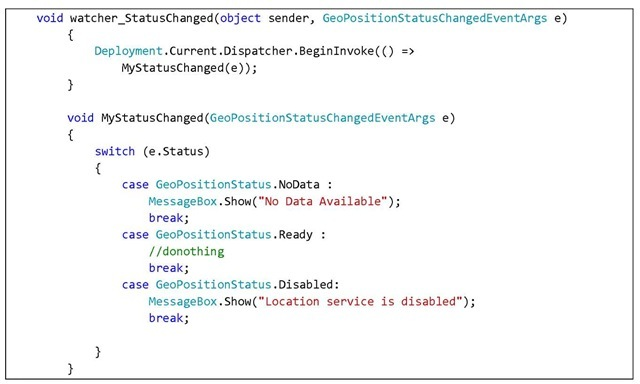 void watcher_StatusChanged(object sender, GeoPositionStatusChangedEventArgs e)
{
Deployment.Current.Dispatcher.BeginInvoke(() =>
MyStatusChanged(e));
}
void MyStatusChanged(GeoPositionStatusChangedEventArgs e)
{
switch (e.Status)
{
case GeoPositionStatus.NoData :
MessageBox.Show("No Data Available");
break;
case GeoPositionStatus.Ready :
//donothing
break;
case GeoPositionStatus.Disabled:
MessageBox.Show("Location service is disabled");
break;
}
}